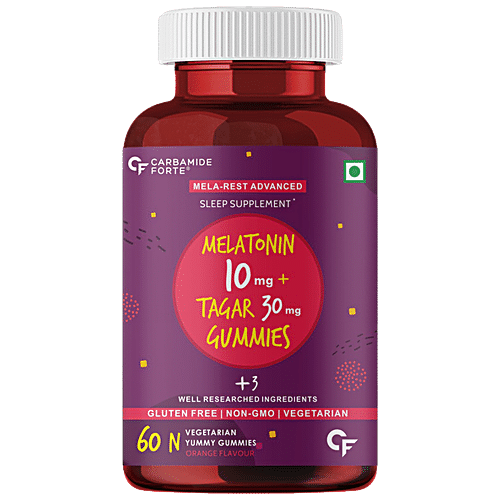 CF CARBAMIDE
FORTE®
MELA-REST ADVANCED
SLEEP SUPPLEMENT*
MELATONIN
10 mg +
TAGAR 30 mg
GUMMIES
+3
WELL RESEARCHED INGREDIENTS
GLUTEN FREE | NON-GMO | VEGETARIAN
60 N VEGETARIAN
YUMMY GUMMIES
ORANGE FLAVOUR
CF